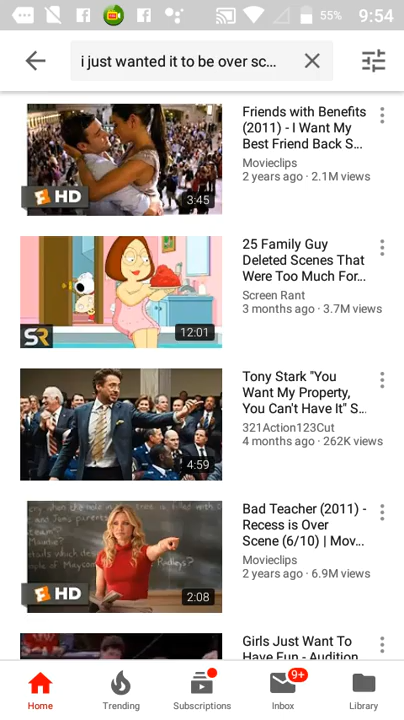 55% 9:54
i just wanted it to be over sc...
Friends with Benefits
(2011) - I Want My
Best Friend Back S...
Movieclips
2 years ago · 2.1M views
HD
3:45
25 Family Guy
Deleted Scenes That
Were Too Much For...
Screen Rant
3 months ago · 3.7M views
SR
12:01
Tony Stark "You
Want My Property,
You Can't Have It" S...
321Action123Cut
4 months ago · 262K views
4:59
Bad Teacher (2011) -
Recess is Over
Scene (6/10) | Mov...
Movieclips
2 years ago · 6.9M views
HD
2:08
Girls Just Want To
Have Fun - Audition
9+
Home
Trending
Subscriptions
Inbox
Library